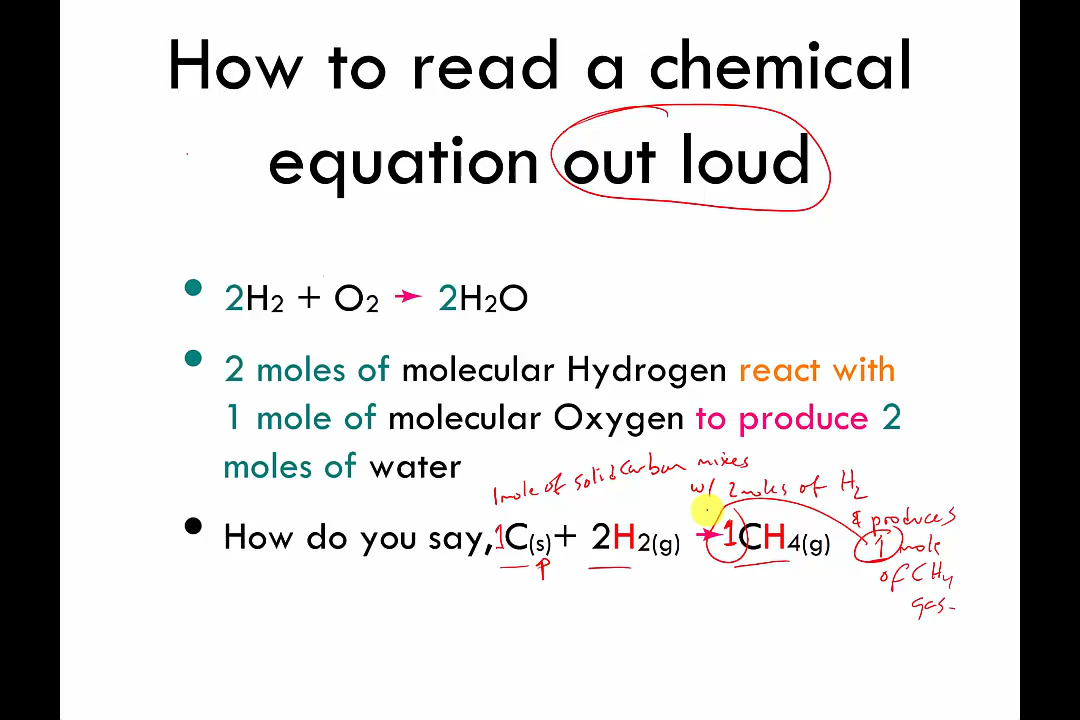 How to read a chemical
equation out loud
• 2H₂ + O₂ → 2H₂O
• 2 moles of molecular Hydrogen react with
1 mole of molecular Oxygen to produce 2
moles of water
1 mole of solid carbon mixes
w/ 2 moles of H₂
& produces
1 mole
of CH₄
gas.
• How do you say, 1C(s) + 2H₂(g) → 1CH₄(g)